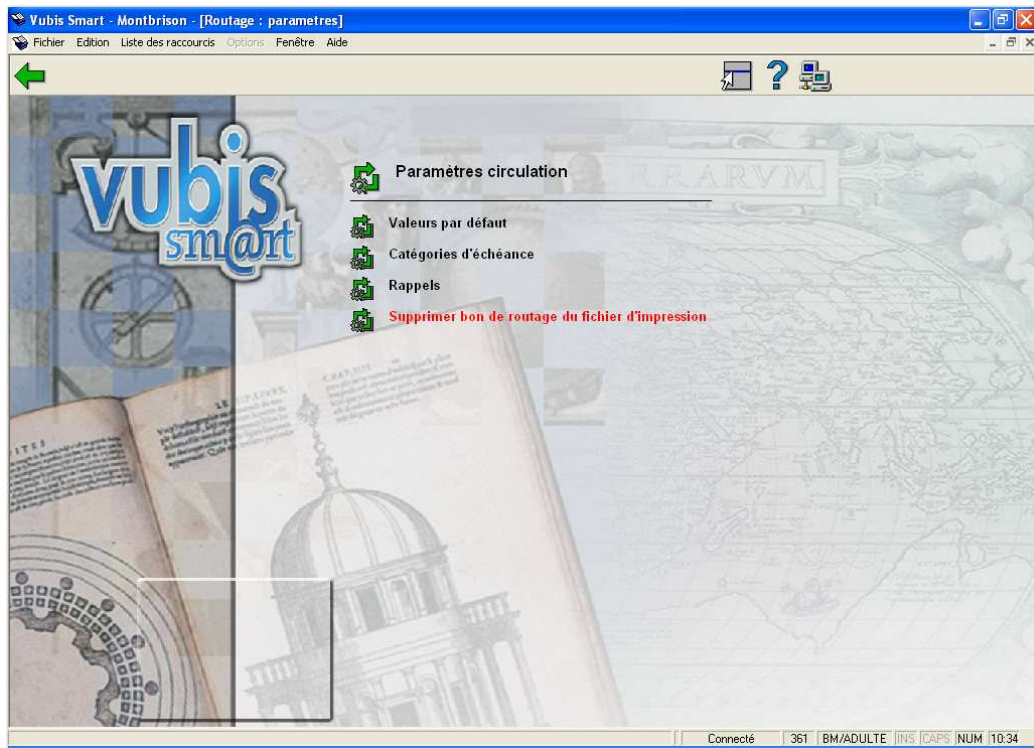 Vubis Smart - Montbrison - [Routage : parametres]
Fichier Edition Liste des raccourcis Options Fenêtre Aide
vubis
sm@rt
RRARVM
Paramètres circulation
Valeurs par défaut
Catégories d'échéance
Rappels
Supprimer bon de routage du fichier d'impression
Connecté 361 BM/ADULTE INS CAPS NUM 10:34